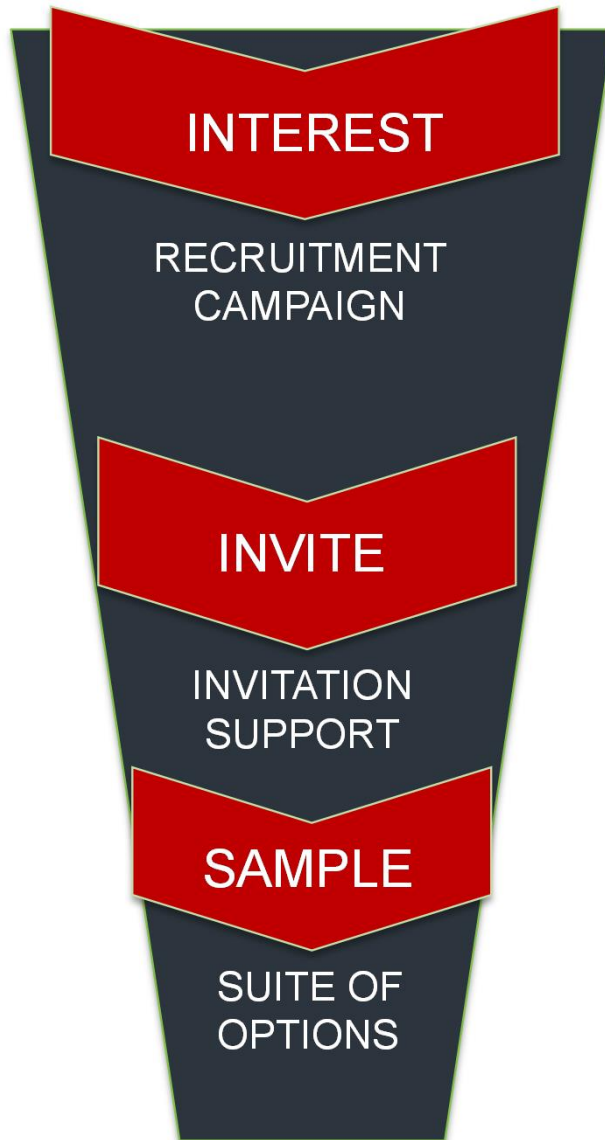 INTEREST
RECRUITMENT
CAMPAIGN
INVITE
INVITATION
SUPPORT
SAMPLE
SUITE OF
OPTIONS